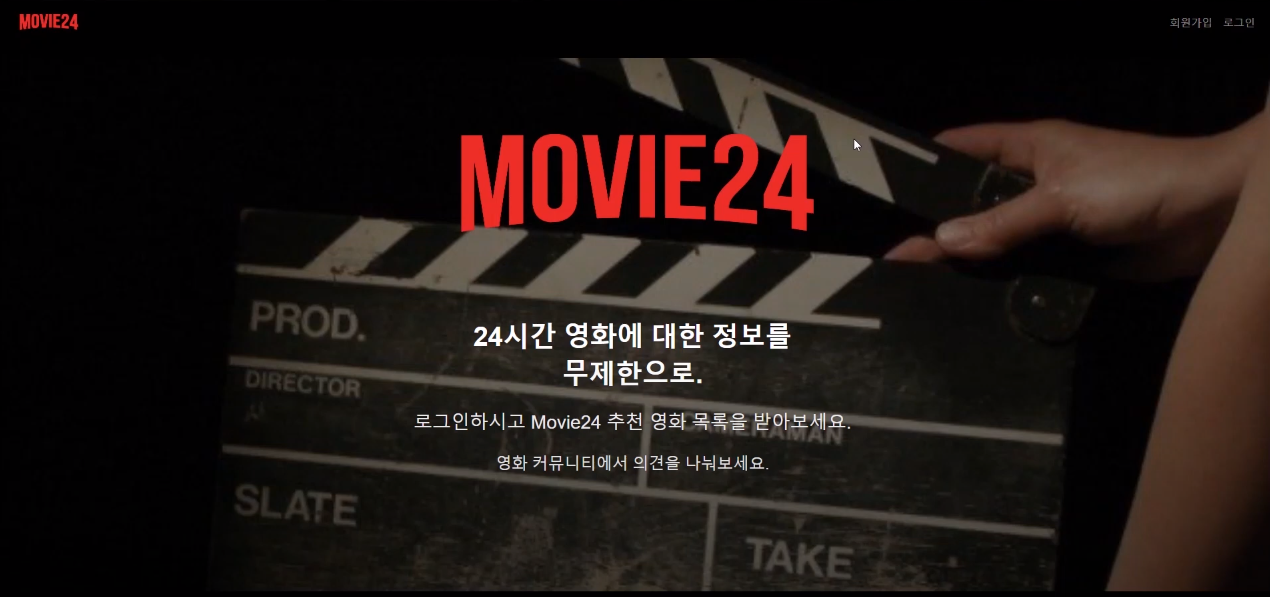 MOVIE24
회원가입 로그인
MOVIE24
PROD.
24시간 영화에 대한 정보를
무제한으로.
DIRECTOR
로그인하시고 Movie24 추천 영화 목록을 받아보세요.
CAMERAMAN
영화 커뮤니티에서 의견을 나눠보세요.
SLATE
TAKE